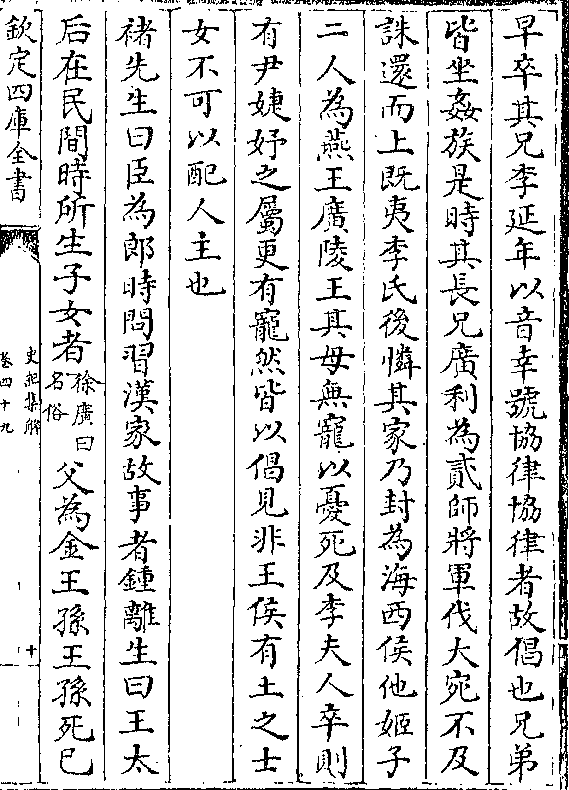 早卒其兄李延年以音幸號協律協律者故倡也兄弟
皆坐姦族是時其長兄廣利為貳師將軍伐大宛不及
誅還而上既夷李氏後憐其家乃封為海西侯他姬子
二人為燕王廣陵王其母無寵以憂死及李夫人卒則
有尹婕妤之屬更有寵然皆以倡見非王侯有土之士
女不可以配人主也
褚先生曰臣為郎時問習漢家故事者鍾離生曰王太
后在民間時所生子女者徐廣曰名俗父為金王孫王孫死已
欽定四庫全書
史記集解
卷四十九
十